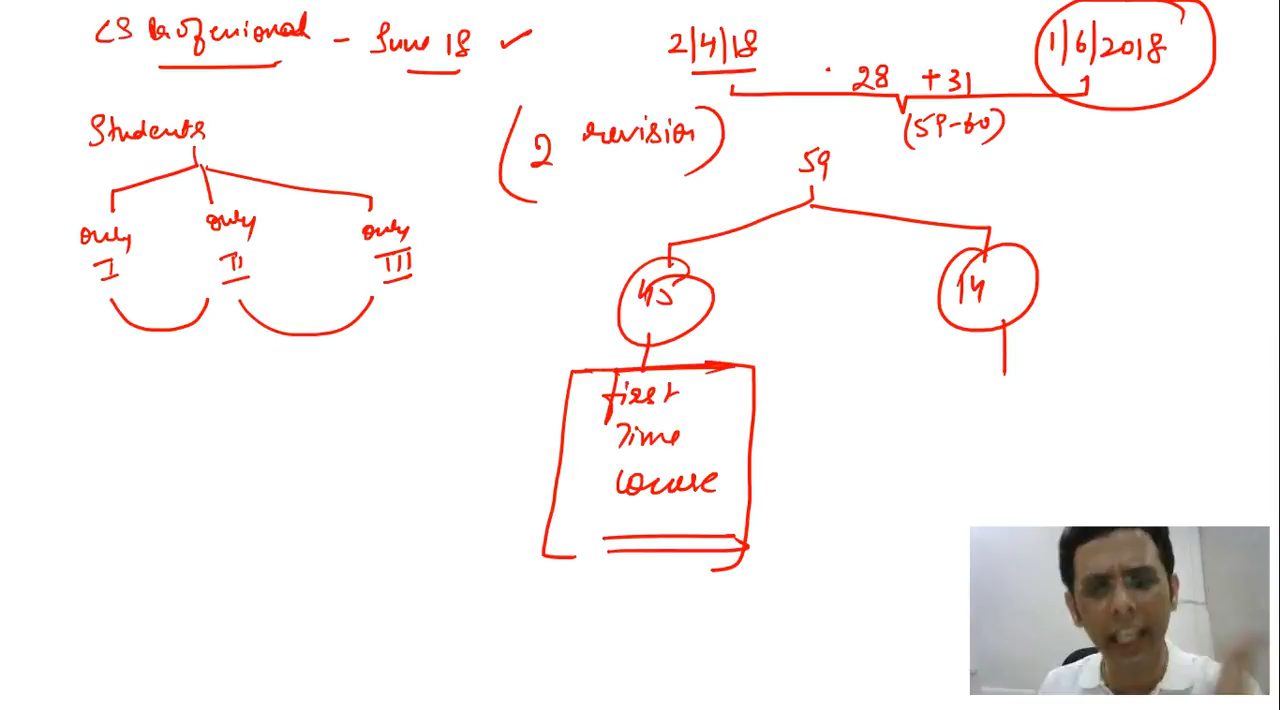 CS Professional - June 18 ✓
2/4/18
1/6/2018
28 +31
(59-60)
(2 revision)
Students
only I
only II
only III
59
45
14
first
Time
course